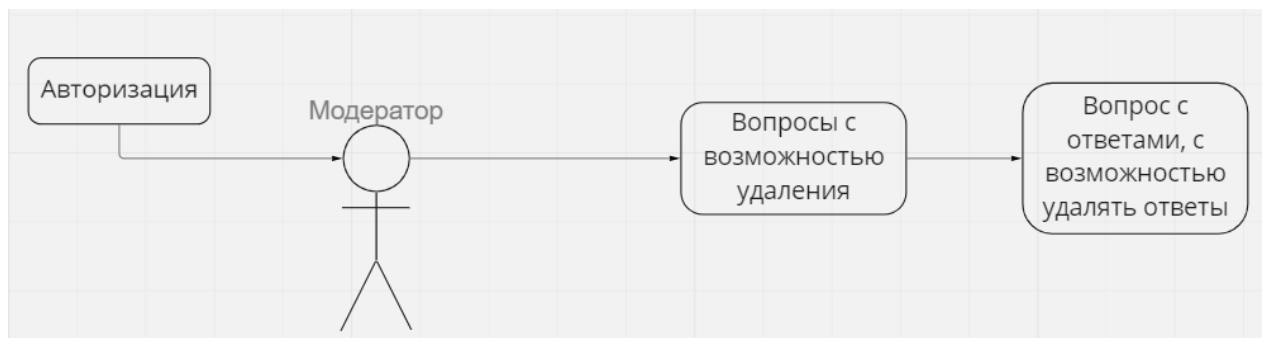 Авторизация
Модератор
Вопросы с
возможностью
удаления
Вопрос с
ответами, с
возможностью
удалять ответы